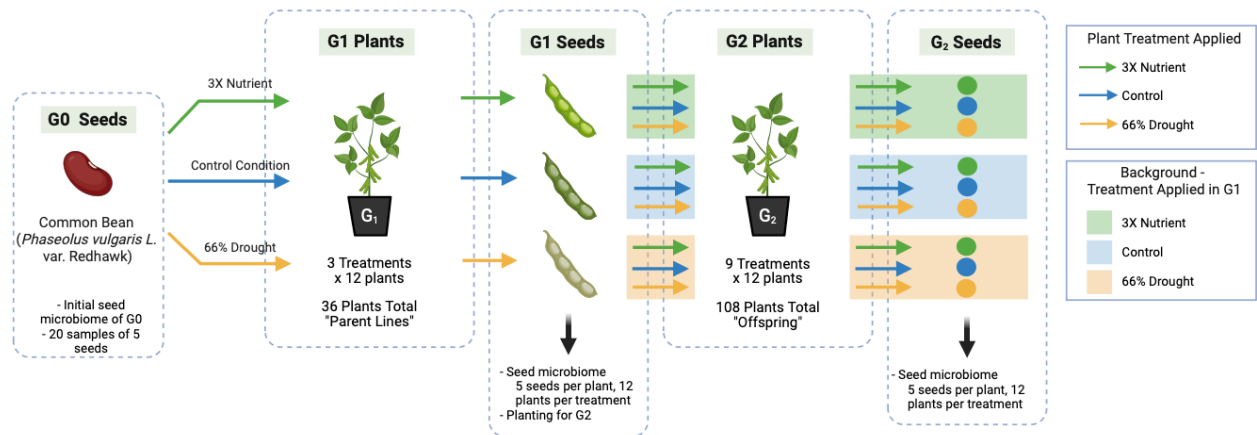 G0 Seeds
Common Bean
(Phaseolus vulgaris L.
var. Redhawk)
- Initial seed
microbiome of G0
- 20 samples of 5
seeds
3X Nutrient
Control Condition
66% Drought
G1 Plants
G₁
3 Treatments
x 12 plants
36 Plants Total
"Parent Lines"
G1 Seeds
- Seed microbiome
5 seeds per plant, 12
plants per treatment
- Planting for G2
G2 Plants
G₂
9 Treatments
x 12 plants
108 Plants Total
"Offspring"
G₂ Seeds
- Seed microbiome
5 seeds per plant, 12
plants per treatment
Plant Treatment Applied
3X Nutrient
Control
66% Drought
Background -
Treatment Applied in G1
3X Nutrient
Control
66% Drought